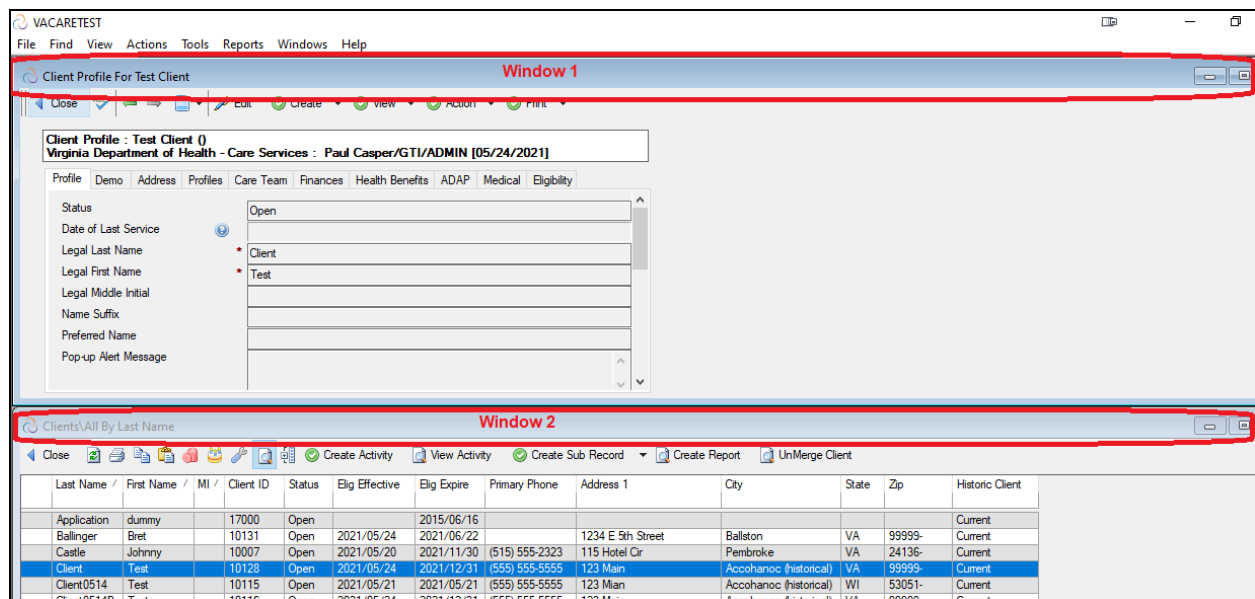 VACARETEST
File Find View Actions Tools Reports Windows Help
Client Profile For Test Client Window 1
Close Edit Create View Action Print
Client Profile : Test Client ()
Virginia Department of Health - Care Services : Paul Casper/GTI/ADMIN [05/24/2021]
Profile Demo Address Profiles Care Team Finances Health Benefits ADAP Medical Eligibility
Status Open
Date of Last Service
Legal Last Name * Client
Legal First Name * Test
Legal Middle Initial
Name Suffix
Preferred Name
Pop-up Alert Message
Clients\All By Last Name Window 2
Close Create Activity View Activity Create Sub Record Create Report UnMerge Client
Last Name / First Name / MI / Client ID Status Elig Effective Elig Expire Primary Phone Address 1 City State Zip Historic Client
Application dummy 17000 Open 2015/06/16 Current
Ballinger Bret 10131 Open 2021/05/24 2021/06/22 1234 E 5th Street Ballston VA 99999- Current
Castle Johnny 10007 Open 2021/05/20 2021/11/30 (515) 555-2323 115 Hotel Cir Pembroke VA 24136- Current
Client Test 10128 Open 2021/05/24 2021/12/31 (555) 555-5555 123 Main Accohanoc (historical) VA 99999- Current
Client0514 Test 10115 Open 2021/05/21 2021/05/21 (555) 555-5555 123 Mian Accohanoc (historical) WI 53051- Current